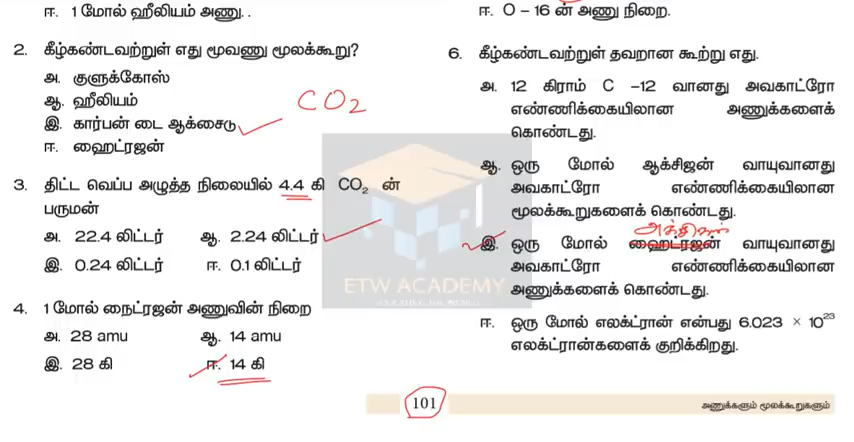 ஈ. 1 மோல் ஹீலியம் அணு. .
2. கீழ்கண்டவற்றுள் எது மூவணு மூலக்கூறு?
அ. குளுக்கோஸ்
ஆ. ஹீலியம்
இ. கார்பன் டை ஆக்சைடு
CO2
ஈ. ஹைட்ரஜன்
3. திட்ட வெப்ப அழுத்த நிலையில் 4.4 கி CO₂ ன்
பருமன்
அ. 22.4 லிட்டர் ஆ. 2.24 லிட்டர்
இ. 0.24 லிட்டர் ஈ. 0.1 லிட்டர்
4. 1 மோல் நைட்ரஜன் அணுவின் நிறை
அ. 28 amu ஆ. 14 amu
இ. 28 கி ஈ. 14 கி
ஈ. O – 16 ன் அணு நிறை.
6. கீழ்கண்டவற்றுள் தவறான கூற்று எது.
அ. 12 கிராம் C –12 வானது அவகாட்ரோ
எண்ணிக்கையிலான அணுக்களைக்
கொண்டது.
ஆ. ஒரு மோல் ஆக்சிஜன் வாயுவானது
அவகாட்ரோ எண்ணிக்கையிலான
மூலக்கூறுகளைக் கொண்டது.
இ. ஒரு மோல் ஹைட்ரஜன் வாயுவானது
அவகாட்ரோ எண்ணிக்கையிலான
அணுக்களைக் கொண்டது.
ஈ. ஒரு மோல் எலக்ட்ரான் என்பது 6.023 × 10²³
எலக்ட்ரான்களைக் குறிக்கிறது.
ETW ACADEMY
101
அணுக்களும் மூலக்கூறுகளும்